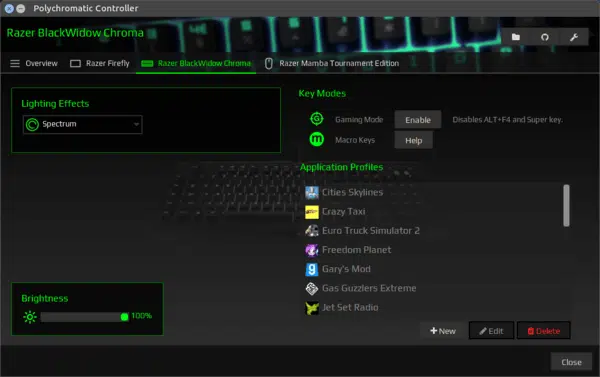 Polychromatic Controller
Razer BlackWidow Chroma
Overview
Razer Firefly
Razer BlackWidow Chroma
Razer Mamba Tournament Edition
Lighting Effects
Spectrum
Key Modes
Gaming Mode
Enable
Disables ALT+F4 and Super key.
Macro Keys
Help
Application Profiles
Cities Skylines
Crazy Taxi
Euro Truck Simulator 2
Freedom Planet
Gary's Mod
Gas Guzzlers Extreme
Jet Set Radio
Brightness
100%
New
Edit
Delete
Close